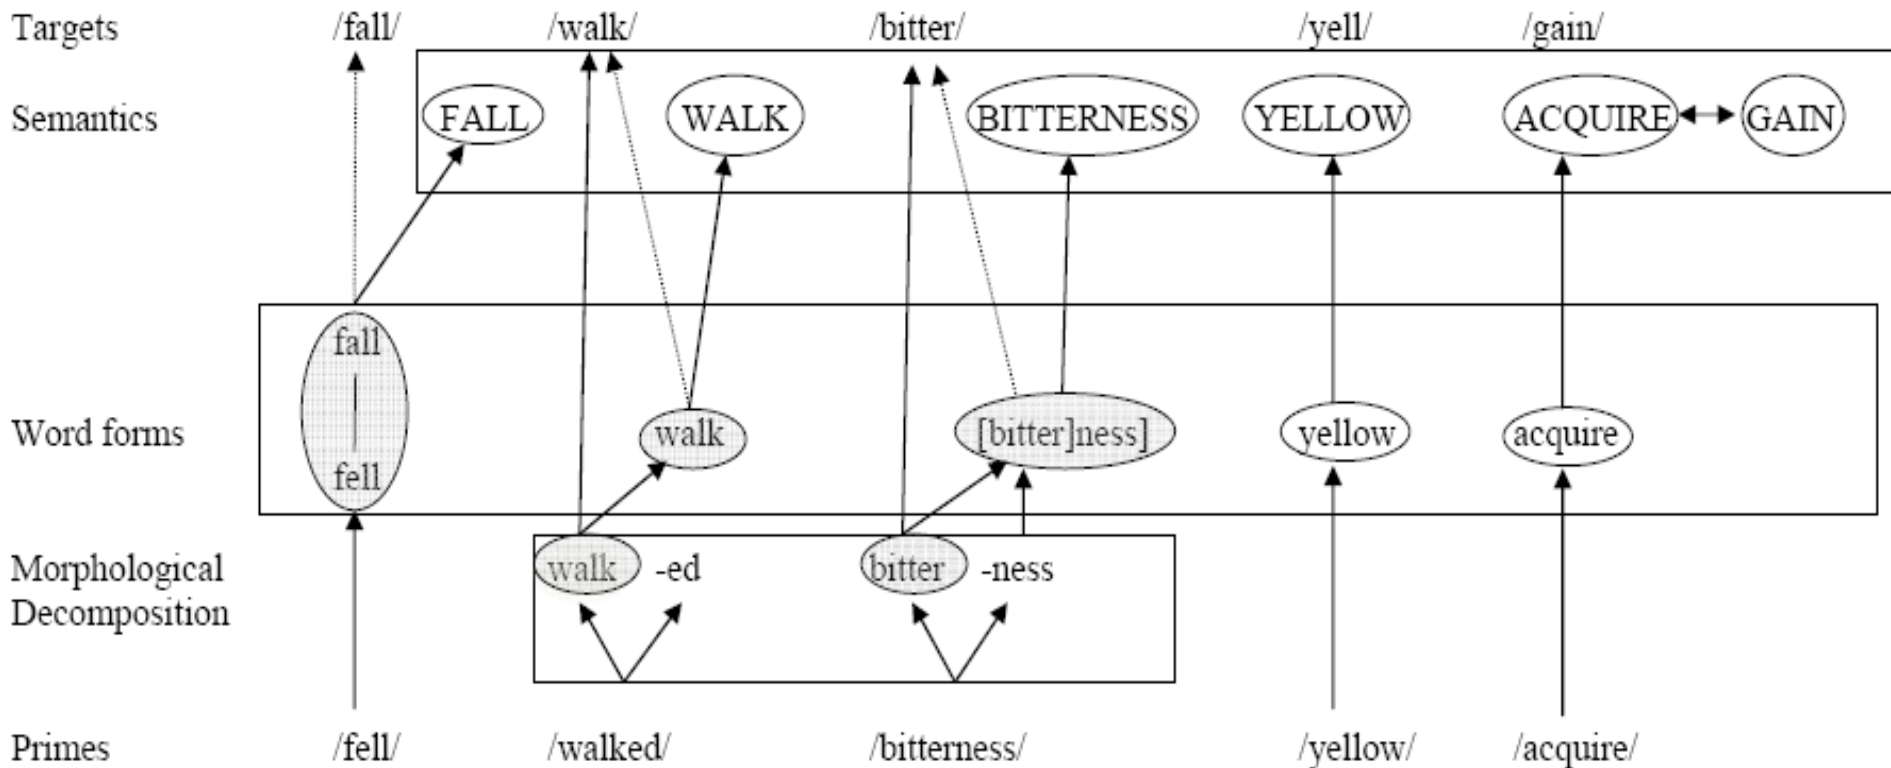 Targets /fall/ /walk/ /bitter/ /yell/ /gain/
Semantics FALL WALK BITTERNESS YELLOW ACQUIRE GAIN
fall
Word forms walk [bitter]ness] yellow acquire
fell
Morphological walk -ed bitter -ness
Decomposition
Primes /fell/ /walked/ /bitterness/ /yellow/ /acquire/